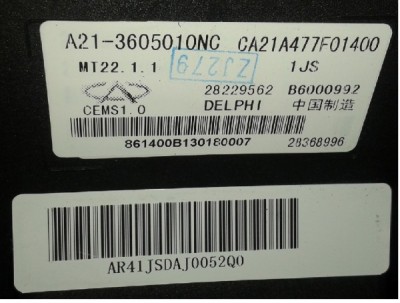 A21-3605010NC CA21A477F01400
MT22.1.1 ZJ279 1JS
28229562 B6000992
CEMS1.0 DELPHI 中国制造
861400B130180007 28368996
AR41JSDAJ0052Q0